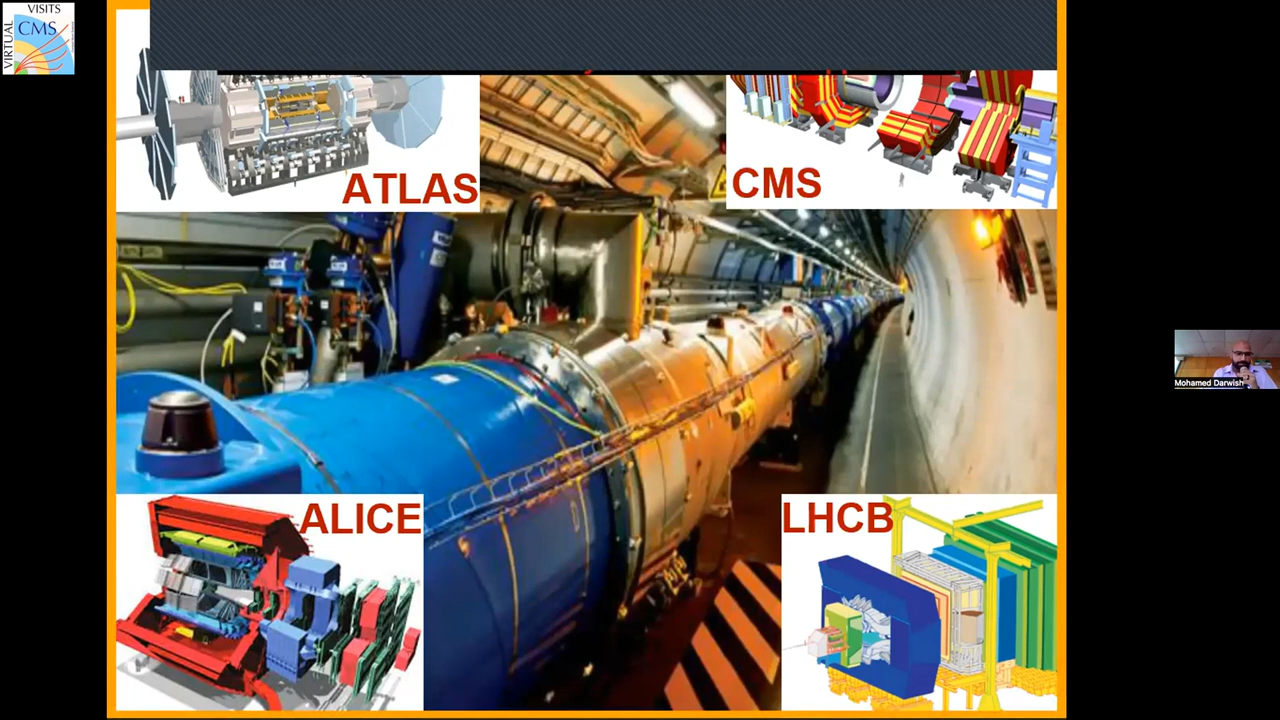 VISITS
VIRTUAL
CMS
ATLAS
CMS
Mohamed Darwish
ALICE
LHCB